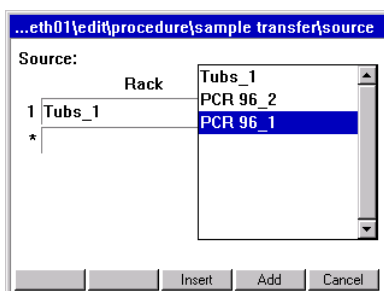 ...eth01\edit\procedure\sample transfer\source
Source:
Rack
1 Tubs_1
*
Tubs_1
PCR 96_2
PCR 96_1
Insert Add Cancel